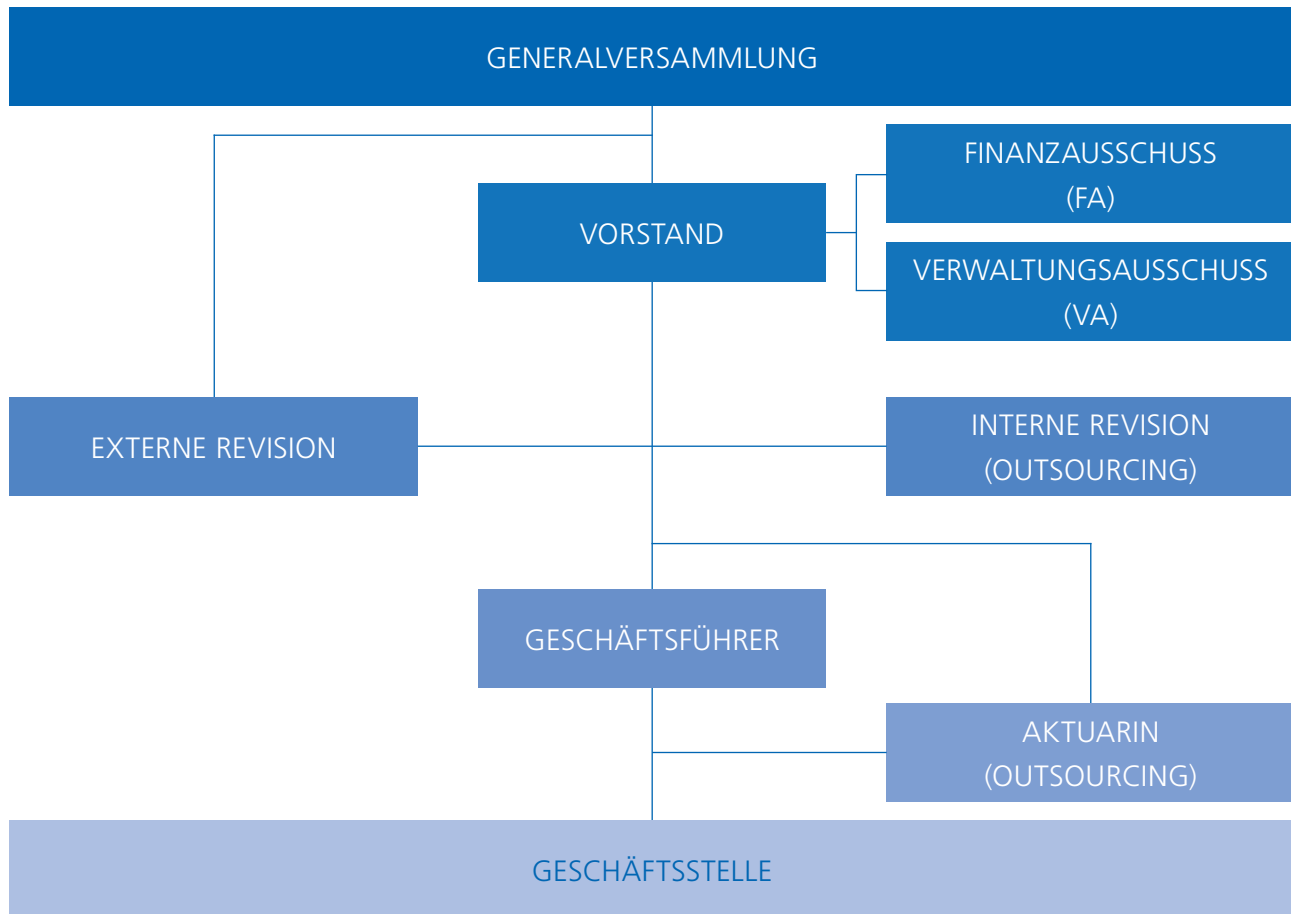 GENERALVERSAMMLUNG
FINANZAUSSCHUSS
(FA)
VORSTAND
VERWALTUNGSAUSSCHUSS
(VA)
EXTERNE REVISION
INTERNE REVISION
(OUTSOURCING)
GESCHÄFTSFÜHRER
AKTUARIN
(OUTSOURCING)
GESCHÄFTSSTELLE